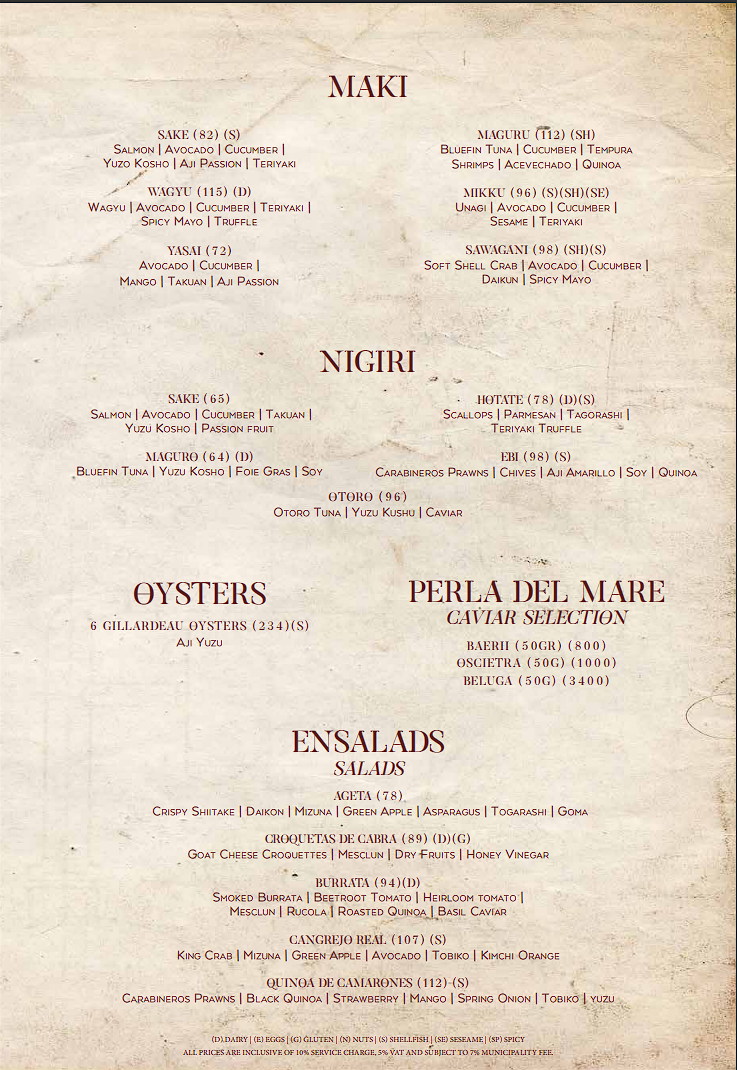 MAKI
SAKE (82) (S)
SALMON | AVOCADO | CUCUMBER |
YUZO KOSHO | AJI PASSION | TERIYAKI
WAGYU (115) (D)
WAGYU | AVOCADO | CUCUMBER | TERIYAKI |
SPICY MAYO | TRUFFLE
YASAI (72)
AVOCADO | CUCUMBER |
MANGO | TAKUAN | AJI PASSION
MAGURU (112) (SH)
BLUEFIN TUNA | CUCUMBER | TEMPURA
SHRIMPS | ACEVECHADO | QUINOA
MIKKU (96) (S)(SH)(SE)
UNAGI | AVOCADO | CUCUMBER |
SESAME | TERIYAKI
SAWAGANI (98) (SH)(S)
SOFT SHELL CRAB | AVOCADO | CUCUMBER |
DAIKUN | SPICY MAYO
NIGIRI
SAKE (65)
SALMON | AVOCADO | CUCUMBER | TAKUAN |
YUZU KOSHO | PASSION FRUIT
MAGURO (64) (D)
BLUEFIN TUNA | YUZU KOSHO | FOIE GRAS | SOY
HOTATE (78) (D)(S)
SCALLOPS | PARMESAN | TAGORASHI |
TERIYAKI TRUFFLE
EBI (98) (S)
CARABINEROS PRAWNS | CHIVES | AJI AMARILLO | SOY | QUINOA
OTORO (96)
OTORO TUNA | YUZU KUSHU | CAVIAR
OYSTERS
6 GILLARDEAU OYSTERS (234)(S)
AJI YUZU
PERLA DEL MARE
CAVIAR SELECTION
BAERII (50GR) (800)
OSCIETRA (50G) (1000)
BELUGA (50G) (3400)
ENSALADS
SALADS
AGETA (78)
CRISPY SHIITAKE | DAIKON | MIZUNA | GREEN APPLE | ASPARAGUS | TOGARASHI | GOMA
CROQUETAS DE CABRA (89) (D)(G)
GOAT CHEESE CROQUETTES | MESCLUN | DRY FRUITS | HONEY VINEGAR
BURRATA (94)(D)
SMOKED BURRATA | BEETROOT TOMATO | HEIRLOOM TOMATO |
MESCLUN | RUCOLA | ROASTED QUINOA | BASIL CAVIAR
CANGREJO REAL (107) (S)
KING CRAB | MIZUNA | GREEN APPLE | AVOCADO | TOBIKO | KIMCHI ORANGE
QUINOA DE CAMARONES (112) (S)
CARABINEROS PRAWNS | BLACK QUINOA | STRAWBERRY | MANGO | SPRING ONION | TOBIKO | YUZU
(D) DAIRY | (E) EGGS | (G) GLUTEN | (N) NUTS | (S) SHELLFISH | (SE) SESEAME | (SP) SPICY
ALL PRICES ARE INCLUSIVE OF 10% SERVICE CHARGE, 5% VAT AND SUBJECT TO 7% MUNICIPALITY FEE.